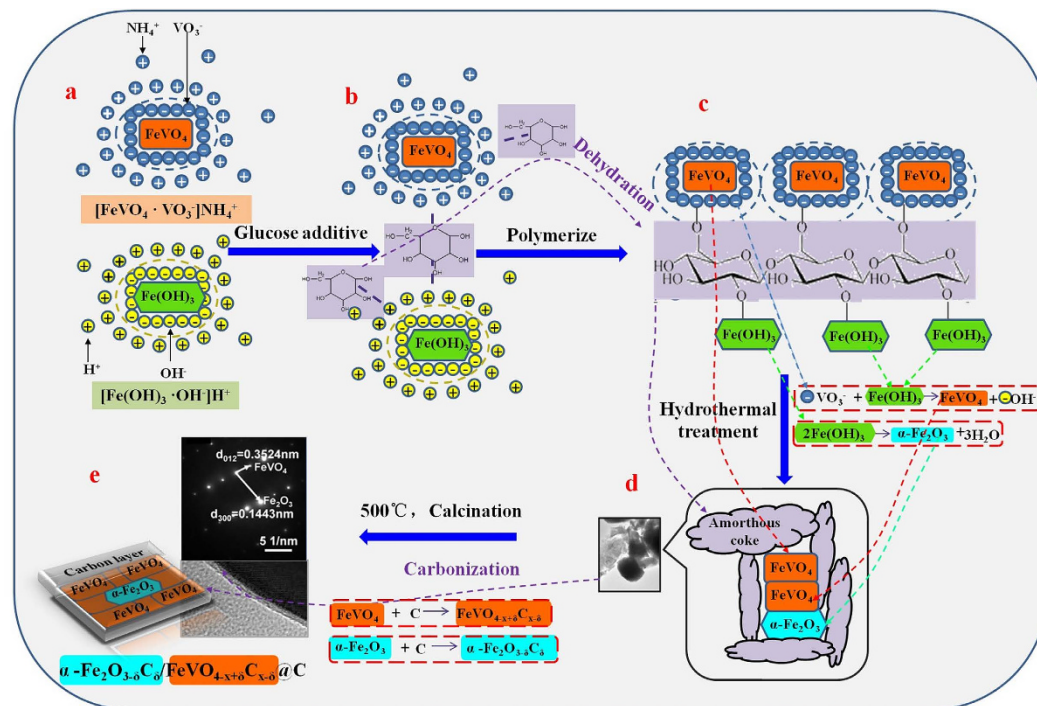 NH₄⁺ VO₃⁻
a
FeVO₄
[FeVO₄ · VO₃⁻]NH₄⁺
Fe(OH)₃
H⁺
OH⁻
[Fe(OH)₃ ·OH⁻]H⁺
Glucose additive
b
FeVO₄
Fe(OH)₃
Dehydration
Polymerize
c
FeVO₄ FeVO₄ FeVO₄
Fe(OH)₃ Fe(OH)₃ Fe(OH)₃
Hydrothermal
treatment
VO₃⁻ + Fe(OH)₃ → FeVO₄ + OH⁻
2Fe(OH)₃ → α-Fe₂O₃ +3H₂O
d
Amorthous
coke
FeVO₄
FeVO₄
α-Fe₂O₃
500℃, Calcination
Carbonization
FeVO₄ + C → FeVO₄₋ₓ₊δCₓ₋δ
α-Fe₂O₃ + C → α-Fe₂O₃₋δCδ
e
d₀₁₂=0.3524nm
FeVO₄
Fe₂O₃
d₃₀₀=0.1443nm
5 1/nm
Carbon layer
FeVO₄ FeVO₄
α-Fe₂O₃
FeVO₄ FeVO₄
α-Fe₂O₃₋δCδ/FeVO₄₋ₓ₊δCₓ₋δ@C